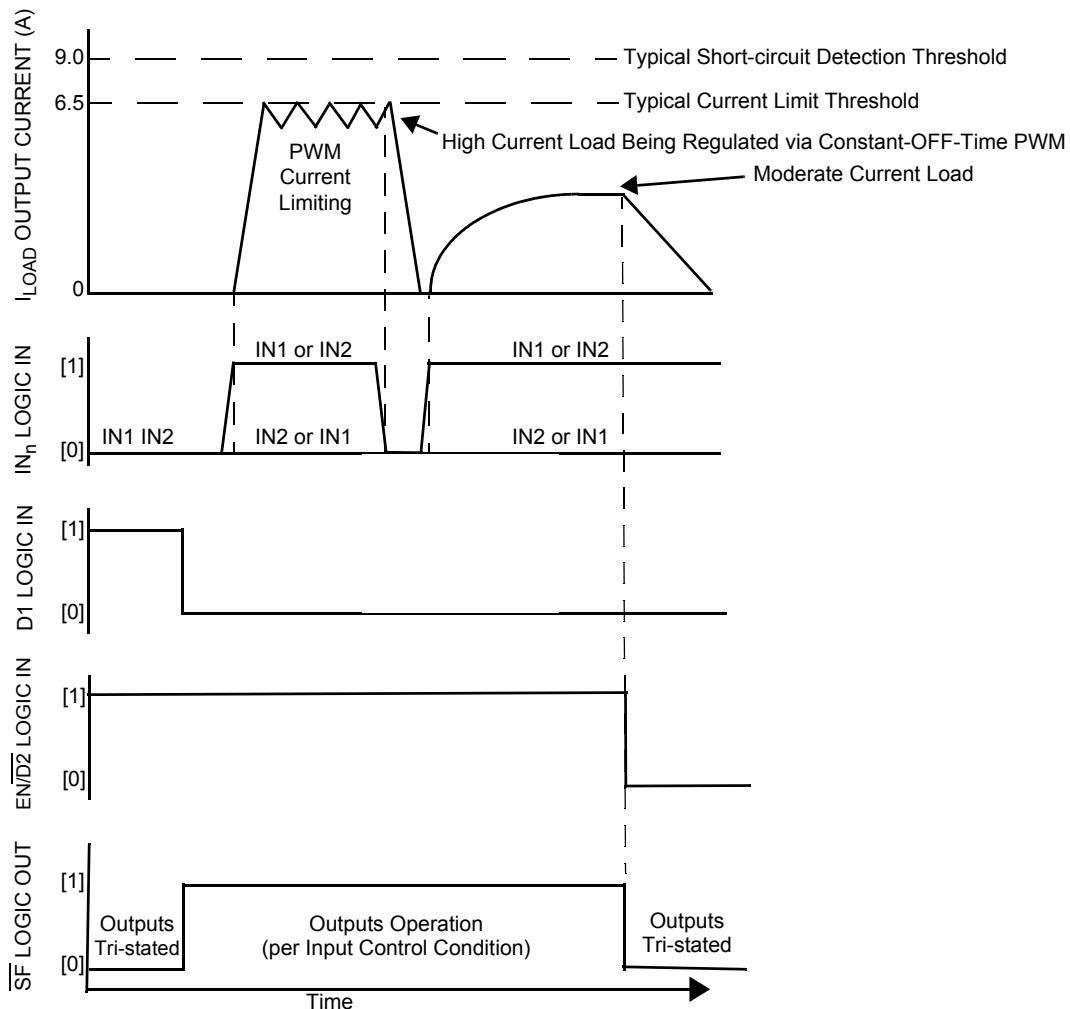 I_LOAD OUTPUT CURRENT (A)
9.0
Typical Short-circuit Detection Threshold
6.5
Typical Current Limit Threshold
High Current Load Being Regulated via Constant-OFF-Time PWM
PWM
Current
Limiting
Moderate Current Load
0
IN_n LOGIC IN
[1]
IN1 or IN2
IN1 or IN2
IN1 IN2
IN2 or IN1
IN2 or IN1
[0]
D1 LOGIC IN
[1]
[0]
EN/D2 LOGIC IN
[1]
[0]
SF LOGIC OUT
[1]
Outputs
Tri-stated
Outputs Operation
(per Input Control Condition)
Outputs
Tri-stated
[0]
Time